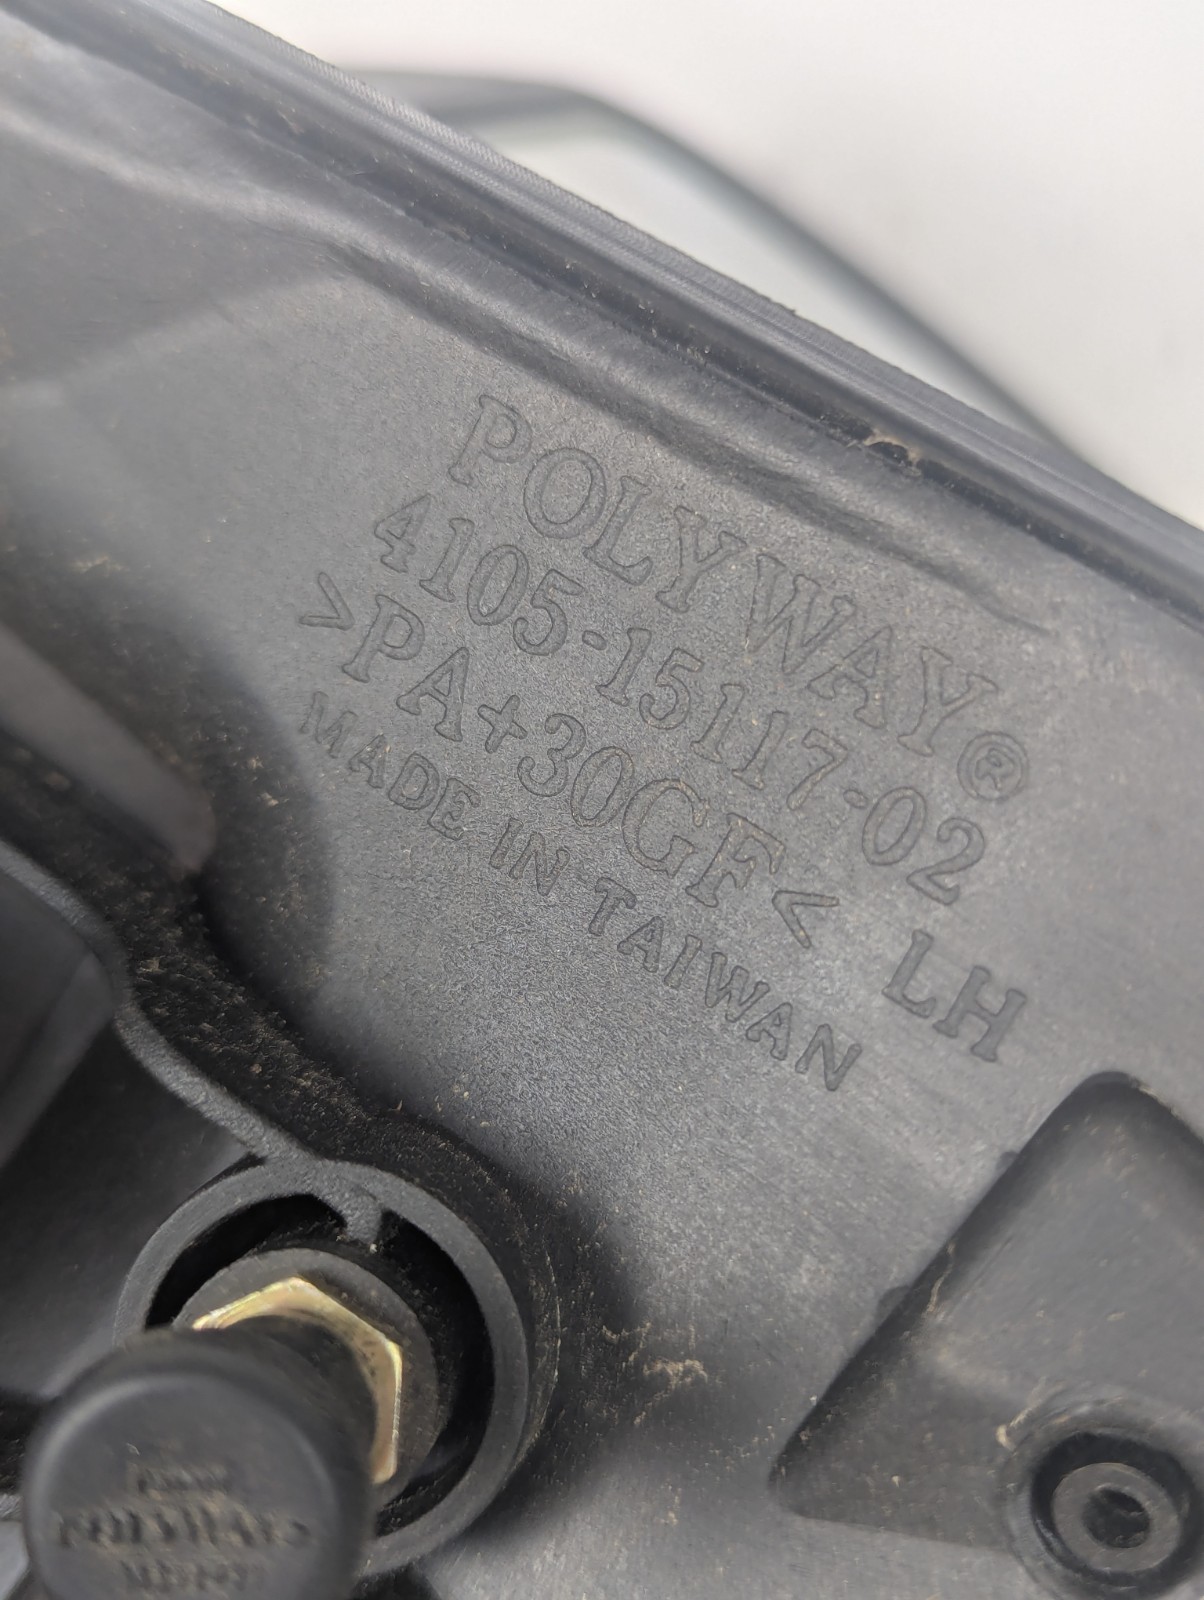 POLYWAY®
4105-15117-02
>PA+30GF< LH
MADE IN TAIWAN